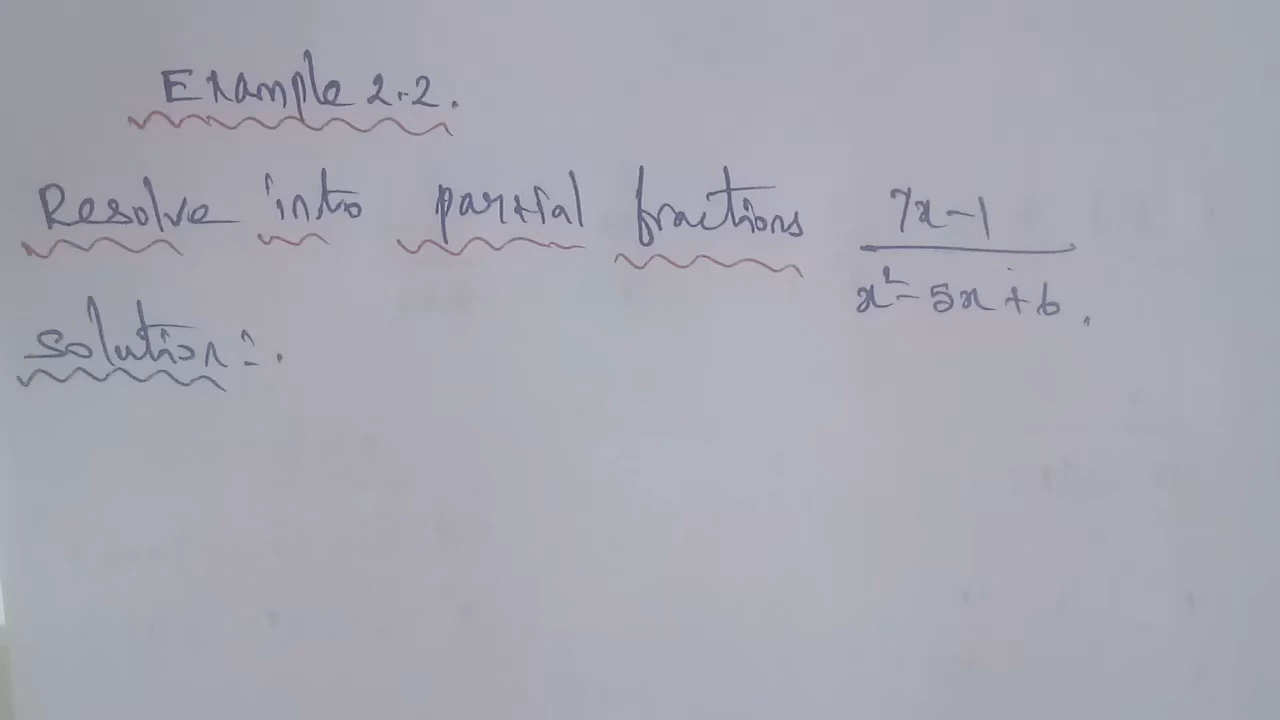 Example 2.2.
Resolve into partial fractions 7x-1
x²-5x+6.
solution:-.